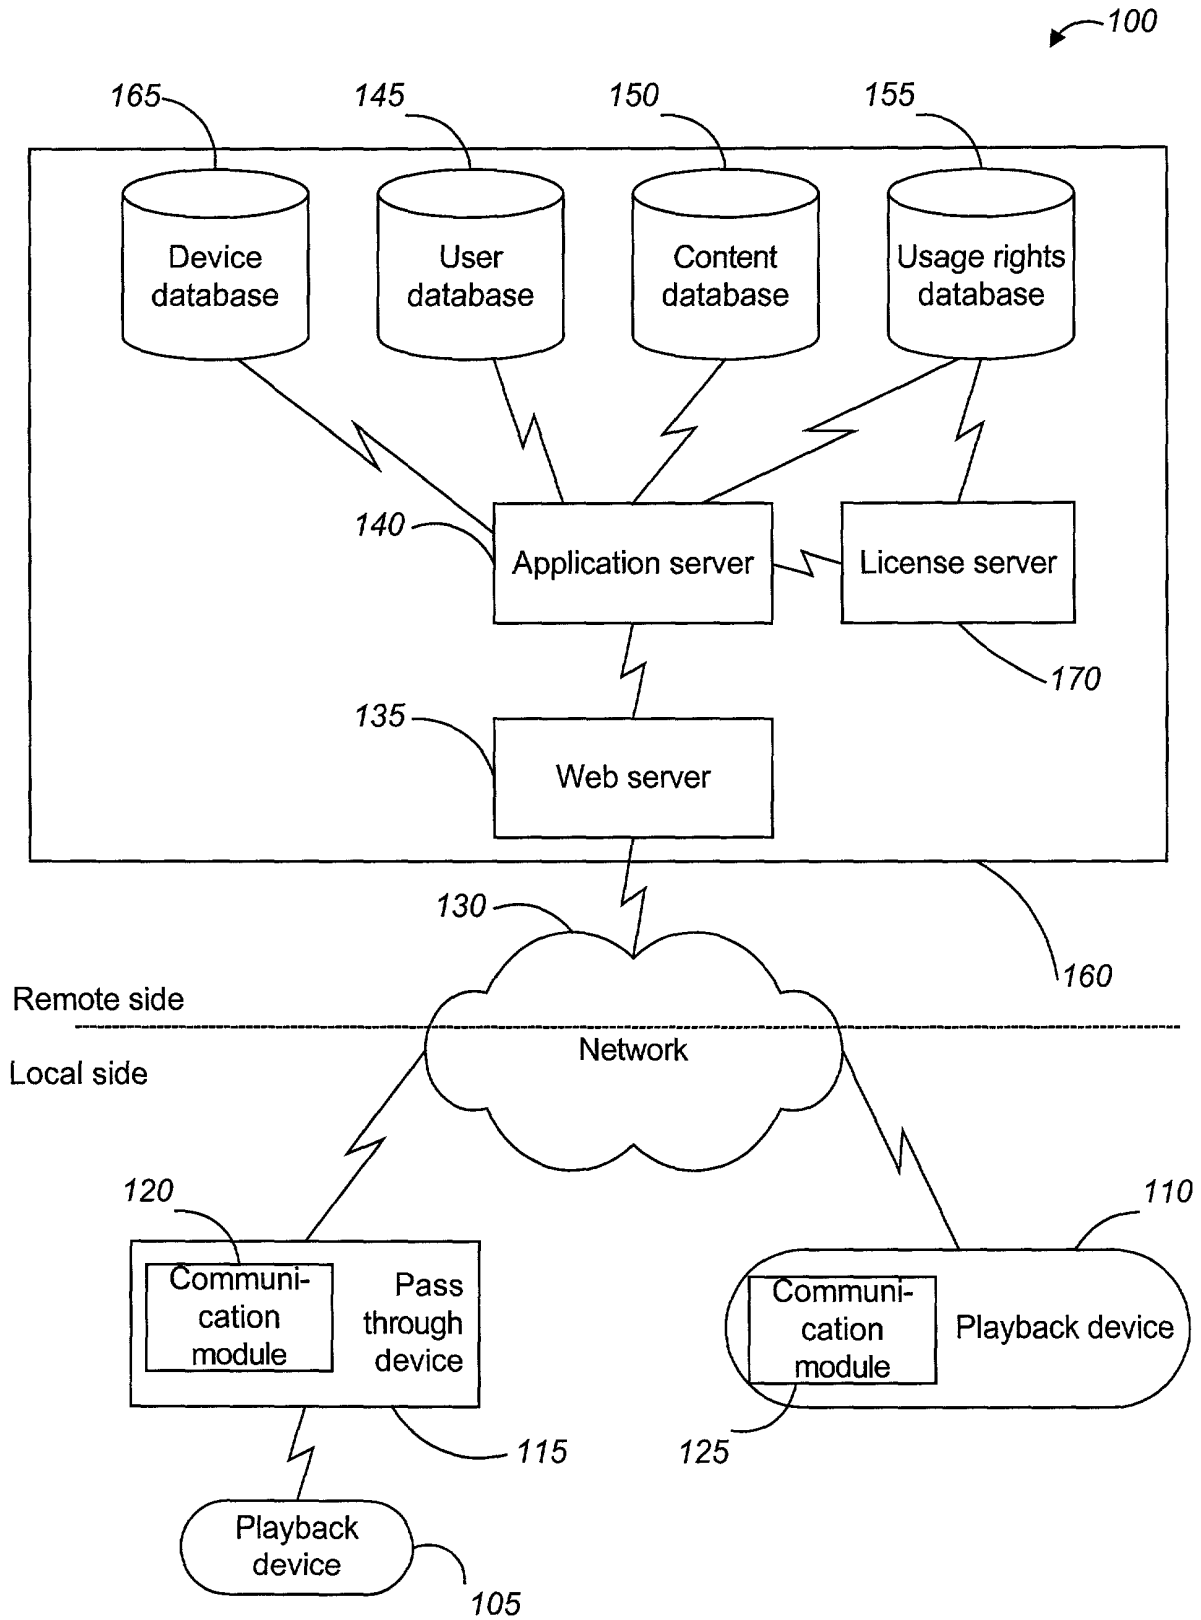 100
165
145
150
155
Device
database
User
database
Content
database
Usage rights
database
140
Application server
License server
170
135
Web server
130
160
Remote side
Network
Local side
120
110
Communi-
cation
module
Pass
through
device
Communi-
cation
module
Playback device
115
125
Playback
device
105